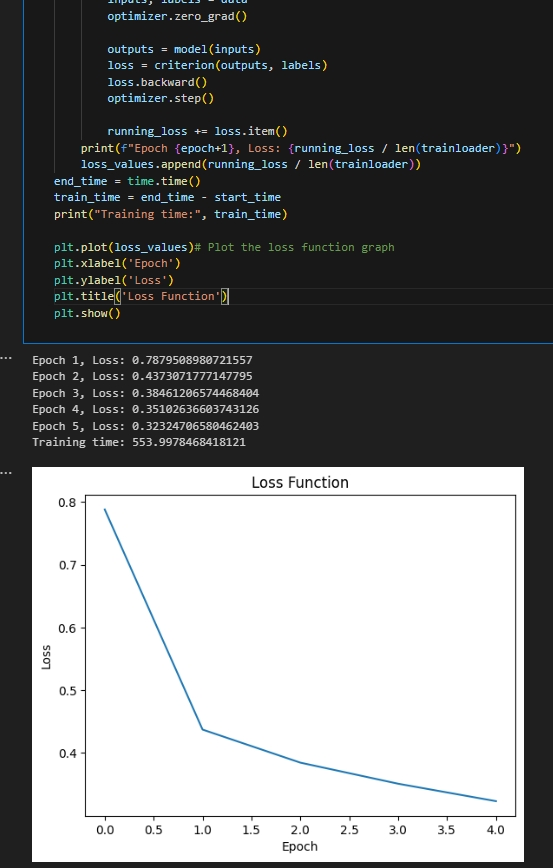 inputs, labels = data
optimizer.zero_grad()
outputs = model(inputs)
loss = criterion(outputs, labels)
loss.backward()
optimizer.step()
running_loss += loss.item()
print(f"Epoch {epoch+1}, Loss: {running_loss / len(trainloader)}")
loss_values.append(running_loss / len(trainloader))
end_time = time.time()
train_time = end_time - start_time
print("Training time:", train_time)
plt.plot(loss_values)# Plot the loss function graph
plt.xlabel('Epoch')
plt.ylabel('Loss')
plt.title('Loss Function')
plt.show()
...
Epoch 1, Loss: 0.7879508980721557
Epoch 2, Loss: 0.4373071777147795
Epoch 3, Loss: 0.38461206574468404
Epoch 4, Loss: 0.35102636603743126
Epoch 5, Loss: 0.32324706580462403
Training time: 553.9978468418121
...
Loss Function
0.8
0.7
0.6
0.5
0.4
Loss
0.0 0.5 1.0 1.5 2.0 2.5 3.0 3.5 4.0
Epoch